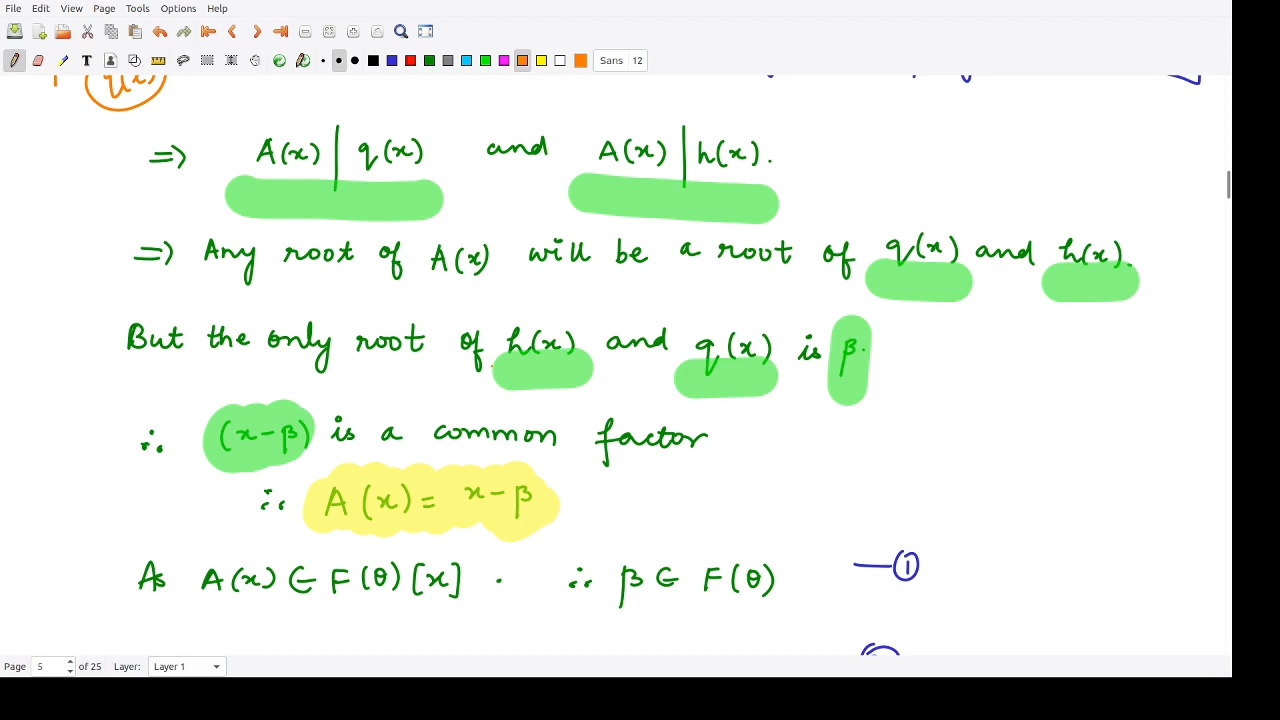 File Edit View Page Tools Options Help
Sans 12
q(x)
⇒ A(x) | q(x) and A(x) | h(x).
⇒ Any root of A(x) will be a root of q(x) and h(x).
But the only root of h(x) and q(x) is β.
∴ (x-β) is a common factor
∴ A(x) = x-β
As A(x) ∈ F(θ)[x] . ∴ β ∈ F(θ) —①
Page 5 of 25 Layer: Layer 1